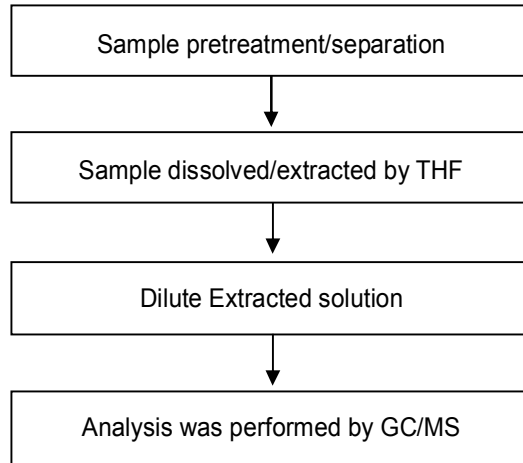 Sample pretreatment/separation
Sample dissolved/extracted by THF
Dilute Extracted solution
Analysis was performed by GC/MS